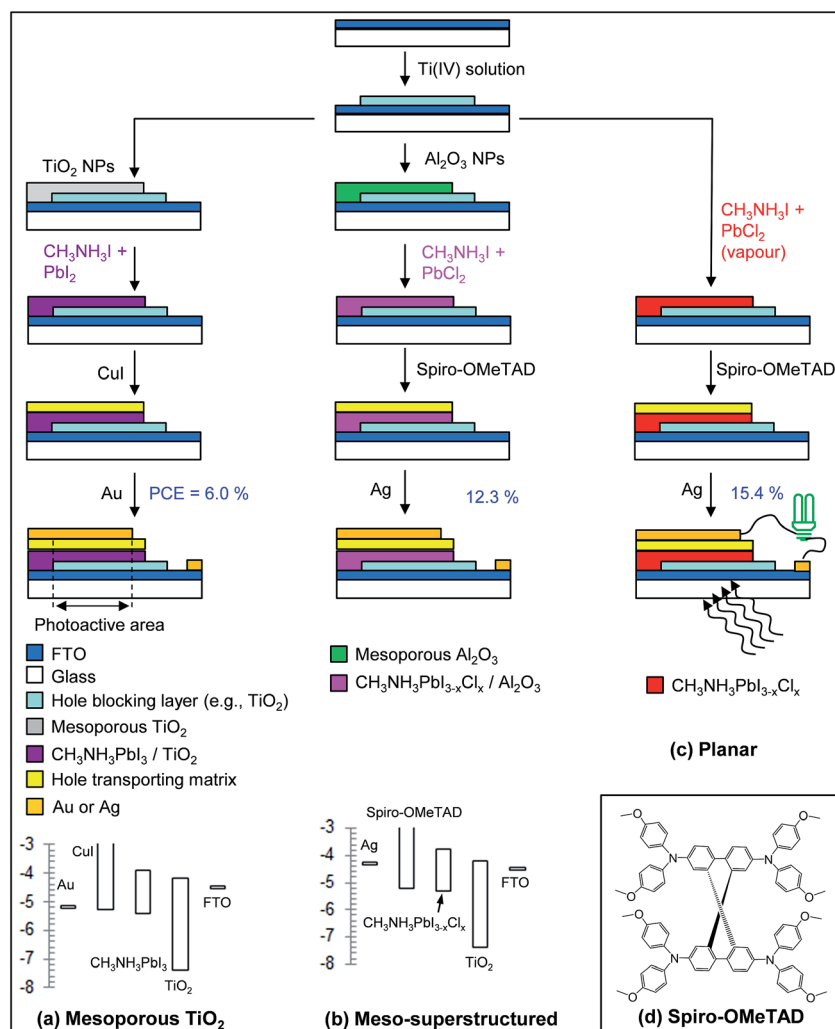 Ti(IV) solution
TiO₂ NPs
Al₂O₃ NPs
CH₃NH₃I +
PbI₂
CH₃NH₃I +
PbCl₂
CH₃NH₃I +
PbCl₂
(vapour)
CuI
Spiro-OMeTAD
Spiro-OMeTAD
Au
PCE = 6.0 %
Ag
12.3 %
Ag
15.4 %
Photoactive area
FTO
Glass
Hole blocking layer (e.g., TiO₂)
Mesoporous TiO₂
CH₃NH₃PbI₃ / TiO₂
Hole transporting matrix
Au or Ag
Mesoporous Al₂O₃
CH₃NH₃PbI₃₋ₓClₓ / Al₂O₃
CH₃NH₃PbI₃₋ₓClₓ
(c) Planar
-3
-4
-5
-6
-7
-8
CuI
Au
FTO
CH₃NH₃PbI₃
TiO₂
(a) Mesoporous TiO₂
-3
-4
-5
-6
-7
-8
Spiro-OMeTAD
Ag
FTO
CH₃NH₃PbI₃₋ₓClₓ
TiO₂
(b) Meso-superstructured
O
O
N
N
O
O
O
O
N
N
O
O
(d) Spiro-OMeTAD